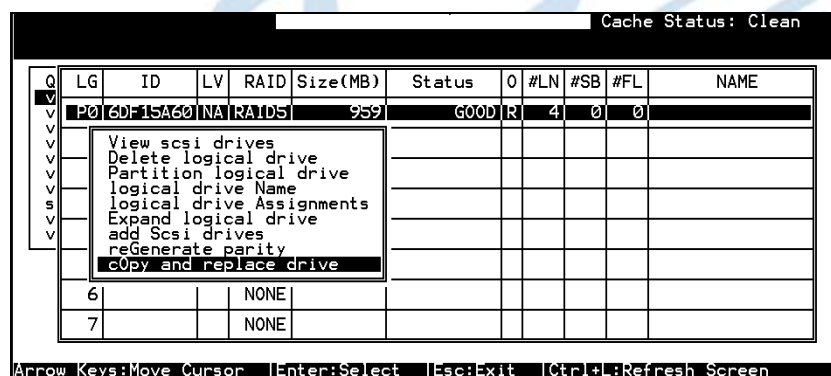 Cache Status: Clean
Q LG ID LV RAID Size(MB) Status O #LN #SB #FL NAME
v
v P0 6DF15A60 NA RAID5 959 GOOD R 4 0 0
v
v View scsi drives
v Delete logical drive
v Partition logical drive
v logical drive Name
s logical drive Assignments
v Expand logical drive
v add Scsi drives
reGenerate parity
cOpy and replace drive
6 NONE
7 NONE
Arrow Keys:Move Cursor |Enter:Select |Esc:Exit |Ctrl+L:Refresh Screen